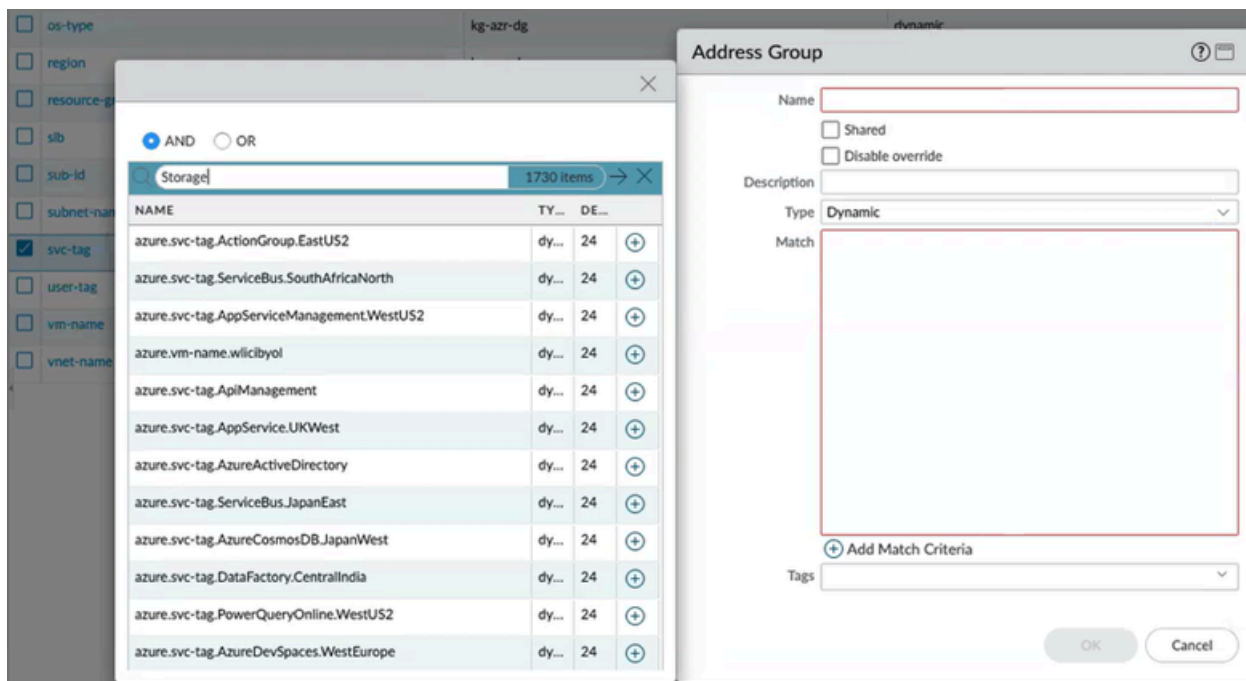 os-type kg-azr-dg dynamic
region
resource-gr
slb
sub-id
subnet-nam
svc-tag
user-tag
vm-name
vnet-name
AND OR
Storage 1730 items
NAME TY... DE...
azure.svc-tag.ActionGroup.EastUS2 dy... 24
azure.svc-tag.ServiceBus.SouthAfricaNorth dy... 24
azure.svc-tag.AppServiceManagement.WestUS2 dy... 24
azure.vm-name.wlicibyol dy... 24
azure.svc-tag.ApiManagement dy... 24
azure.svc-tag.AppService.UKWest dy... 24
azure.svc-tag.AzureActiveDirectory dy... 24
azure.svc-tag.ServiceBus.JapanEast dy... 24
azure.svc-tag.AzureCosmosDB.JapanWest dy... 24
azure.svc-tag.DataFactory.CentralIndia dy... 24
azure.svc-tag.PowerQueryOnline.WestUS2 dy... 24
azure.svc-tag.AzureDevSpaces.WestEurope dy... 24
Address Group
Name
Shared
Disable override
Description
Type Dynamic
Match
Add Match Criteria
Tags
OK Cancel